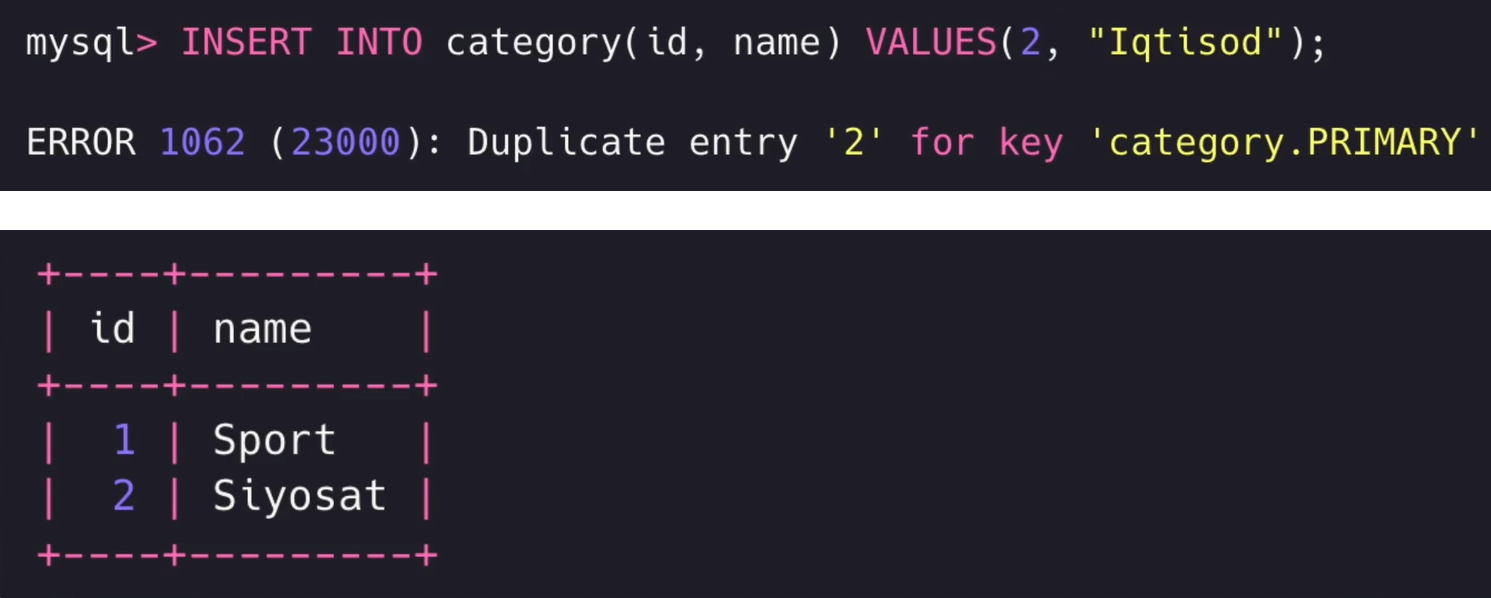 mysql> INSERT INTO category(id, name) VALUES(2, "Iqtisod");
ERROR 1062 (23000): Duplicate entry '2' for key 'category.PRIMARY'
+----+---------+
| id | name    |
+----+---------+
|  1 | Sport   |
|  2 | Siyosat |
+----+---------+